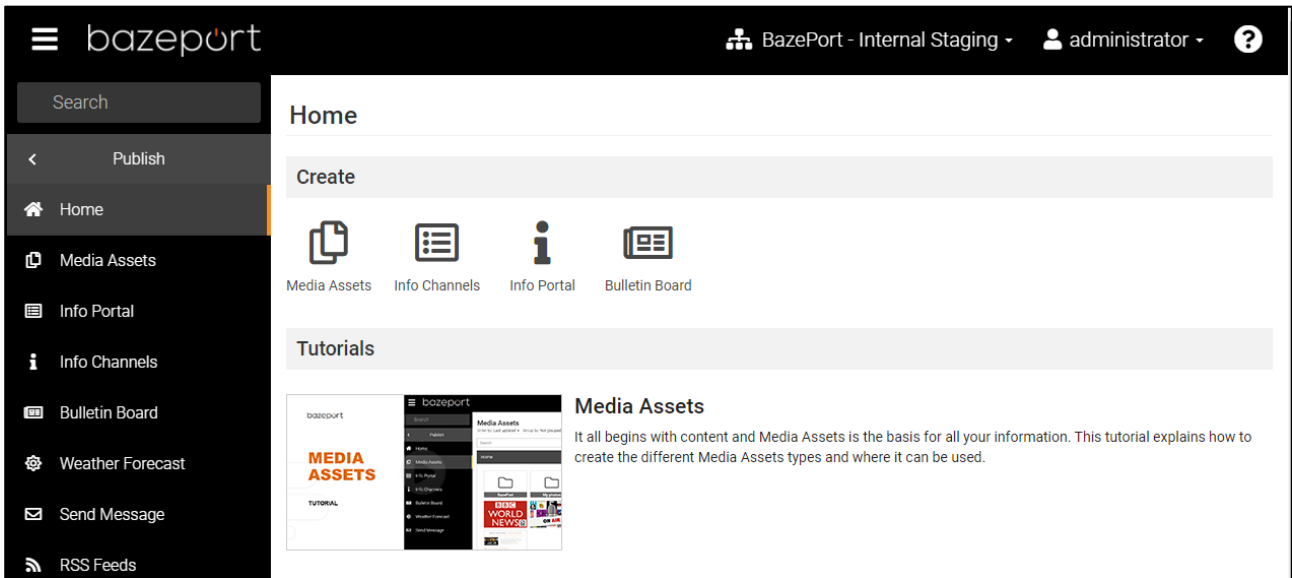 bazeport
BazePort - Internal Staging
administrator
?
Search
Publish
Home
Media Assets
Info Portal
Info Channels
Bulletin Board
Weather Forecast
Send Message
RSS Feeds
Home
Create
Media Assets
Info Channels
Info Portal
Bulletin Board
Tutorials
bazeport
MEDIA
ASSETS
TUTORIAL
bazeport
Search
Publish
Home
Media Assets
Info Portal
Info Channels
Bulletin Board
Weather Forecast
Send Message
Media Assets
Search
Home
BazePort
My photos
BBC
WORLD
NEWS
ON AIR
Media Assets
It all begins with content and Media Assets is the basis for all your information. This tutorial explains how to
create the different Media Assets types and where it can be used.